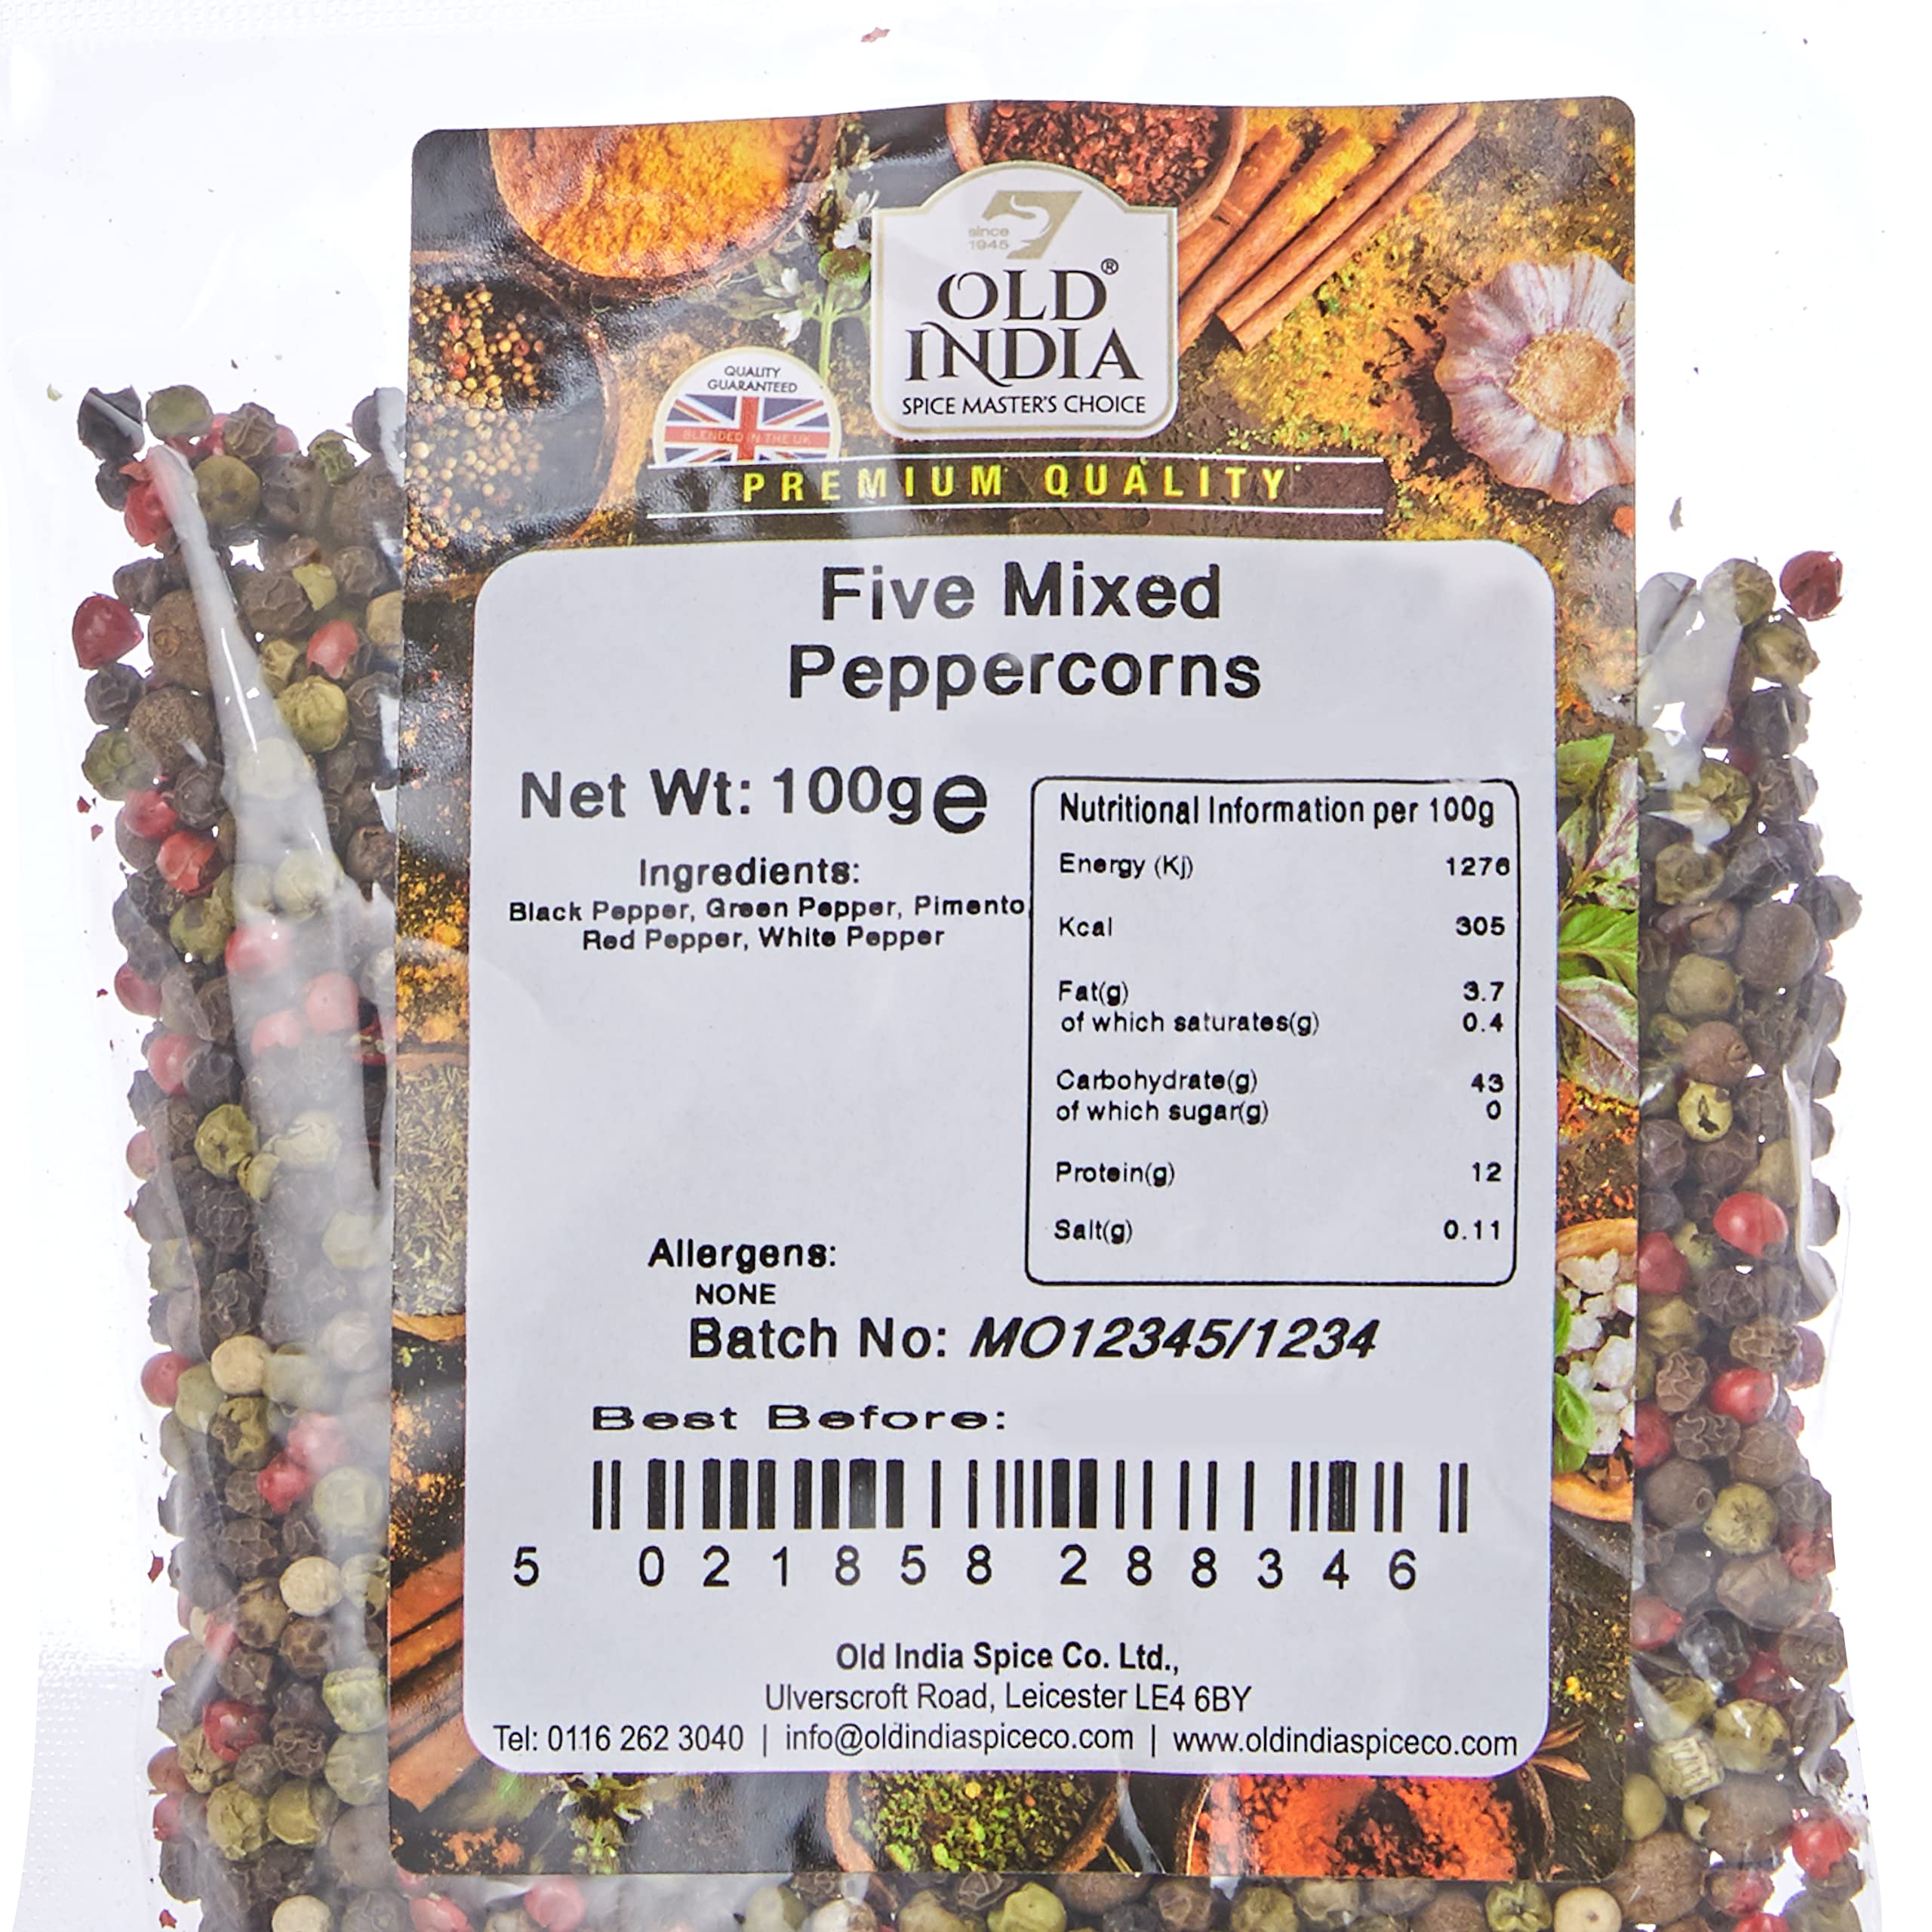 since
1945
OLD®
INDIA
SPICE MASTER'S CHOICE
QUALITY
GUARANTEED
BLENDED IN THE UK
PREMIUM QUALITY
Five Mixed
Peppercorns
Net Wt: 100g e
Ingredients:
Black Pepper, Green Pepper, Pimento
Red Pepper, White Pepper
Nutritional Information per 100g
Energy (Kj) 1276
Kcal 305
Fat(g) 3.7
of which saturates(g) 0.4
Carbohydrate(g) 43
of which sugar(g) 0
Protein(g) 12
Salt(g) 0.11
Allergens:
NONE
Batch No: MO12345/1234
Best Before:
5 021858 288346
Old India Spice Co. Ltd.,
Ulverscroft Road, Leicester LE4 6BY
Tel: 0116 262 3040 | info@oldindiaspiceco.com | www.oldindiaspiceco.com